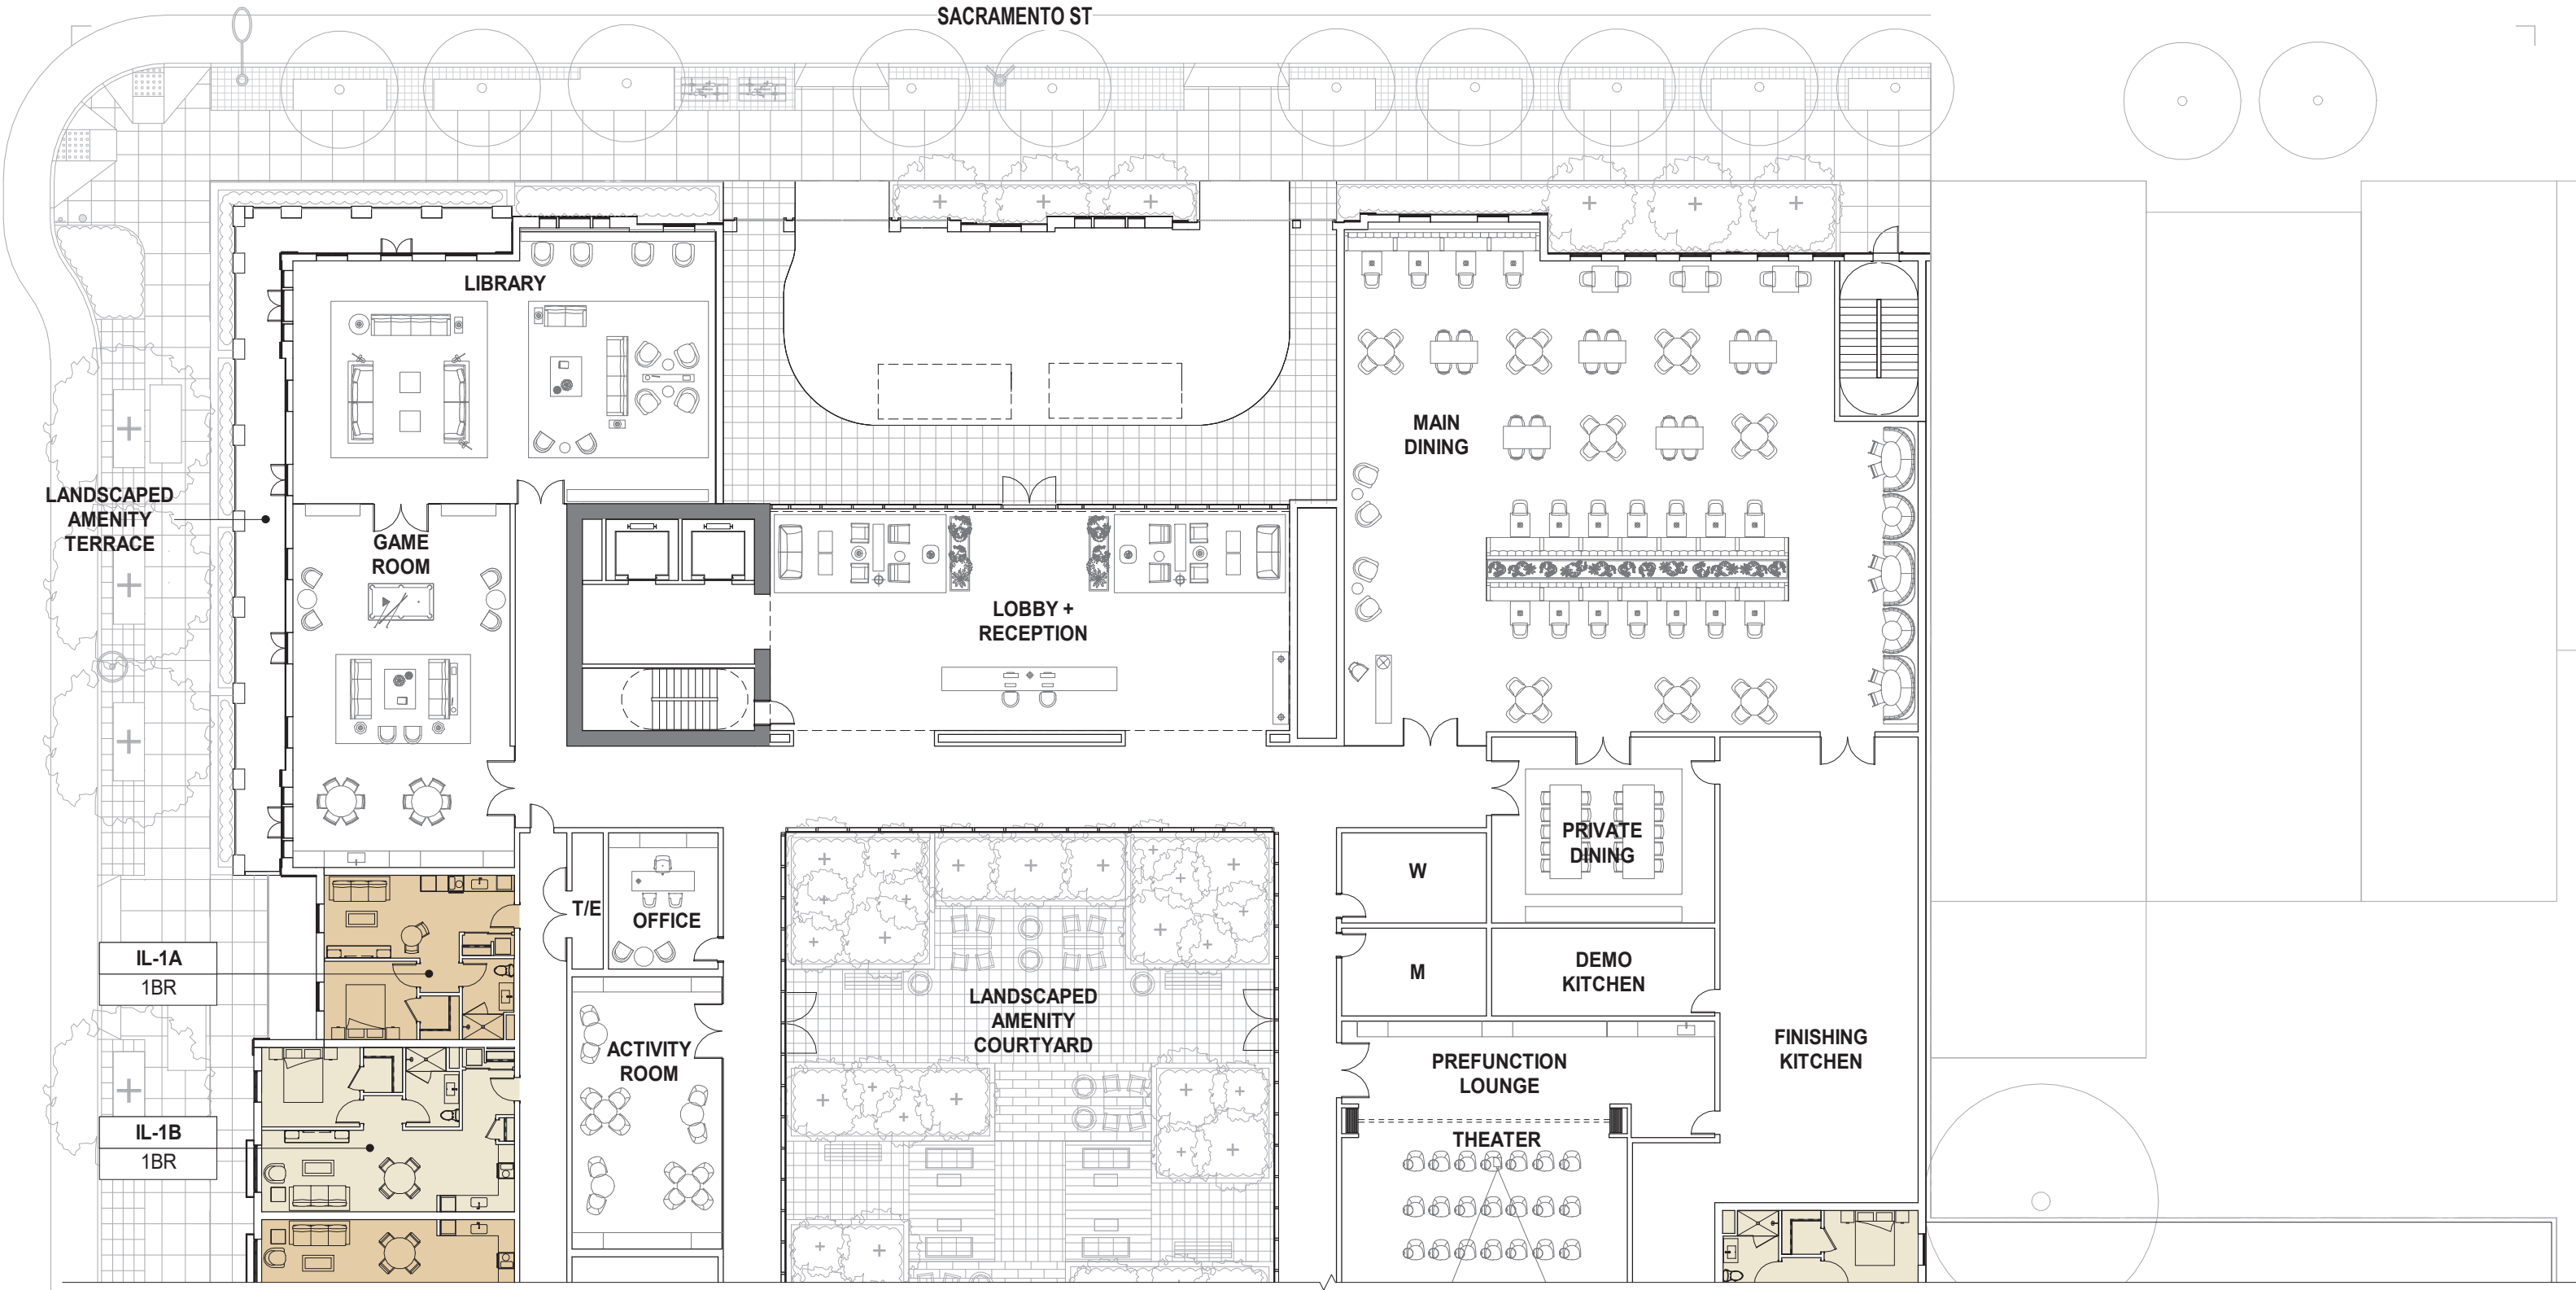 SACRAMENTO ST
LIBRARY
MAIN
DINING
LANDSCAPED
AMENITY
TERRACE
GAME
ROOM
LOBBY +
RECEPTION
PRIVATE
DINING
W
T/E
OFFICE
IL-1A
1BR
M
DEMO
KITCHEN
LANDSCAPED
AMENITY
COURTYARD
ACTIVITY
ROOM
PREFUNCTION
LOUNGE
FINISHING
KITCHEN
IL-1B
1BR
THEATER